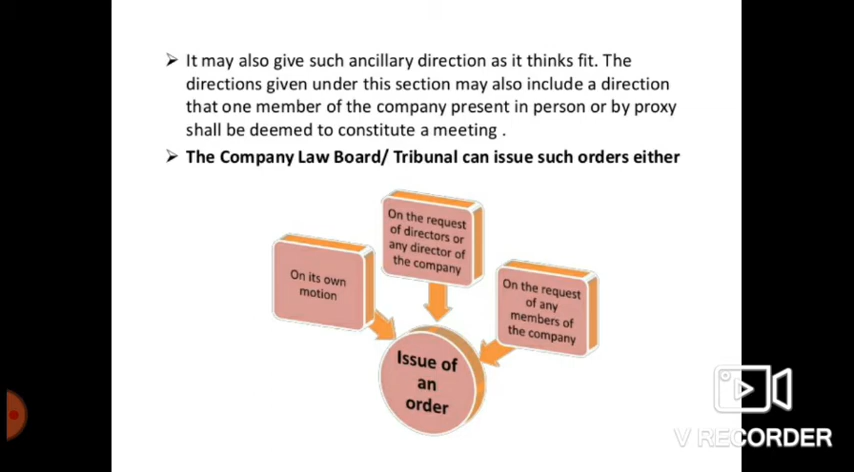 ➢ It may also give such ancillary direction as it thinks fit. The
directions given under this section may also include a direction
that one member of the company present in person or by proxy
shall be deemed to constitute a meeting .
➢ The Company Law Board/ Tribunal can issue such orders either
On the request
of directors or
any director of
the company
On its own
motion
On the request
of any
members of
the company
Issue of
an
order
V RECORDER